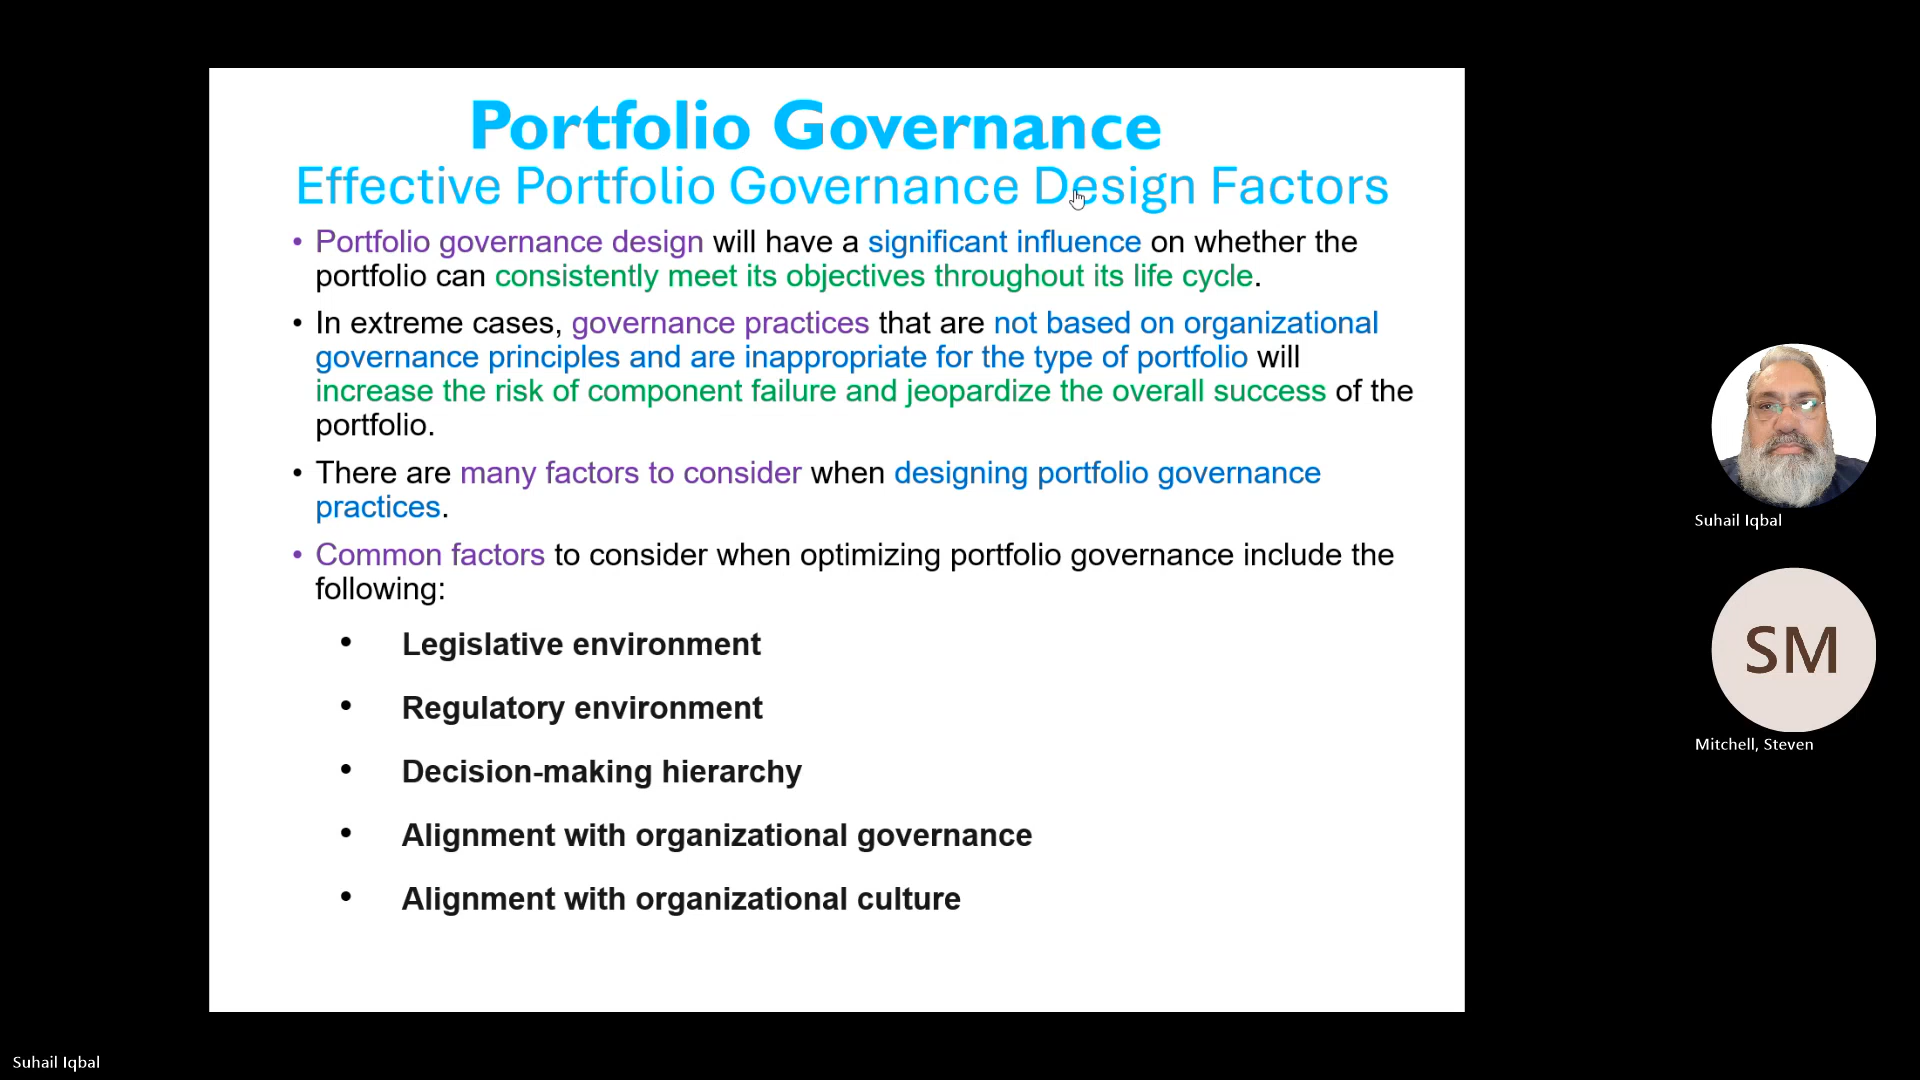 Portfolio Governance
Effective Portfolio Governance Design Factors
• Portfolio governance design will have a significant influence on whether the
portfolio can consistently meet its objectives throughout its life cycle.
• In extreme cases, governance practices that are not based on organizational
governance principles and are inappropriate for the type of portfolio will
increase the risk of component failure and jeopardize the overall success of the
portfolio.
• There are many factors to consider when designing portfolio governance
practices.
• Common factors to consider when optimizing portfolio governance include the
following:
• Legislative environment
• Regulatory environment
• Decision-making hierarchy
• Alignment with organizational governance
• Alignment with organizational culture
Suhail Iqbal
SM
Mitchell, Steven
Suhail Iqbal